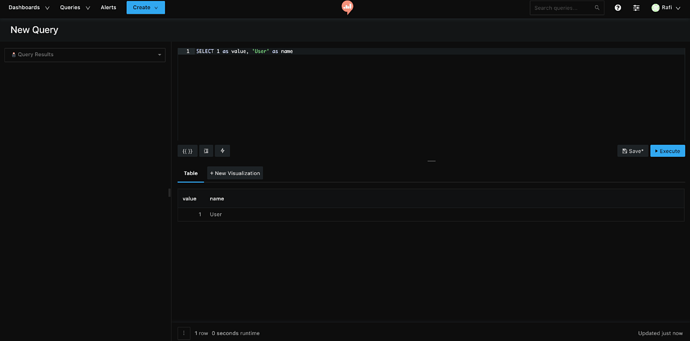 Dashboards Queries Alerts Create Search queries... Rafi
New Query
Query Results
1 SELECT 1 as value, 'User' as name
{{ }} Save* Execute
Table + New Visualization
value name
1 User
1 row 0 seconds runtime Updated just now